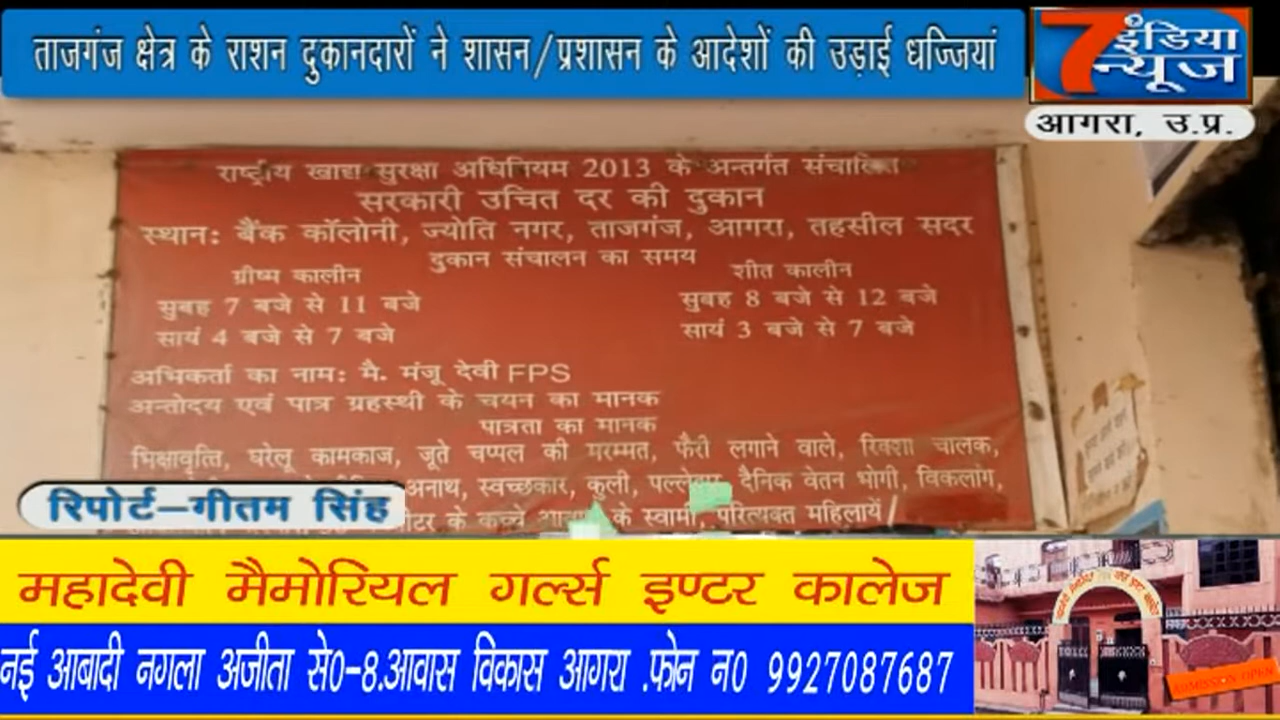 ताजगंज क्षेत्र के राशन दुकानदारों ने शासन/प्रशासन के आदेशों की उड़ाई धज्जियां
7 इंडिया न्यूज
आगरा, उ.प्र.
राष्ट्रीय खाद्य सुरक्षा अधिनियम 2013 के अन्तर्गत संचालित
सरकारी उचित दर की दुकान
स्थान: बैंक कॉलोनी, ज्योति नगर, ताजगंज, आगरा, तहसील सदर
दुकान संचालन का समय
ग्रीष्म कालीन शीत कालीन
सुबह 7 बजे से 11 बजे सुबह 8 बजे से 12 बजे
सायं 4 बजे से 7 बजे सायं 3 बजे से 7 बजे
अभिकर्ता का नाम: मै. मंजू देवी FPS
अन्तोदय एवं पात्र ग्रहस्थी के चयन का मानक
पात्रता का मानक
भिक्षावृत्ति, घरेलू कामकाज, जूते चप्पल की मरम्मत, फैरी लगाने वाले, रिक्शा चालक,
अनाथ, स्वच्छकार, कुली, दैनिक वेतन भोगी, विकलांग,
के कच्चे के स्वामी, परित्यक्त महिलायें/
रिपोर्ट–गीतम सिंह
महादेवी मैमोरियल गर्ल्स इण्टर कालेज
नई आबादी नगला अजीता से0-8.आवास विकास आगरा .फोन न0 9927087687
ADMISSION OPEN